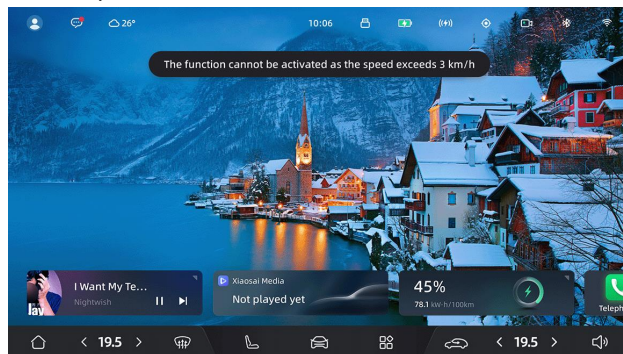 26°
10:06
The function cannot be activated as the speed exceeds 3 km/h
I Want My Te...
Nightwish
Jay
Xiaosai Media
Not played yet
45%
78.1 kW·h/100km
Teleph
19.5
19.5